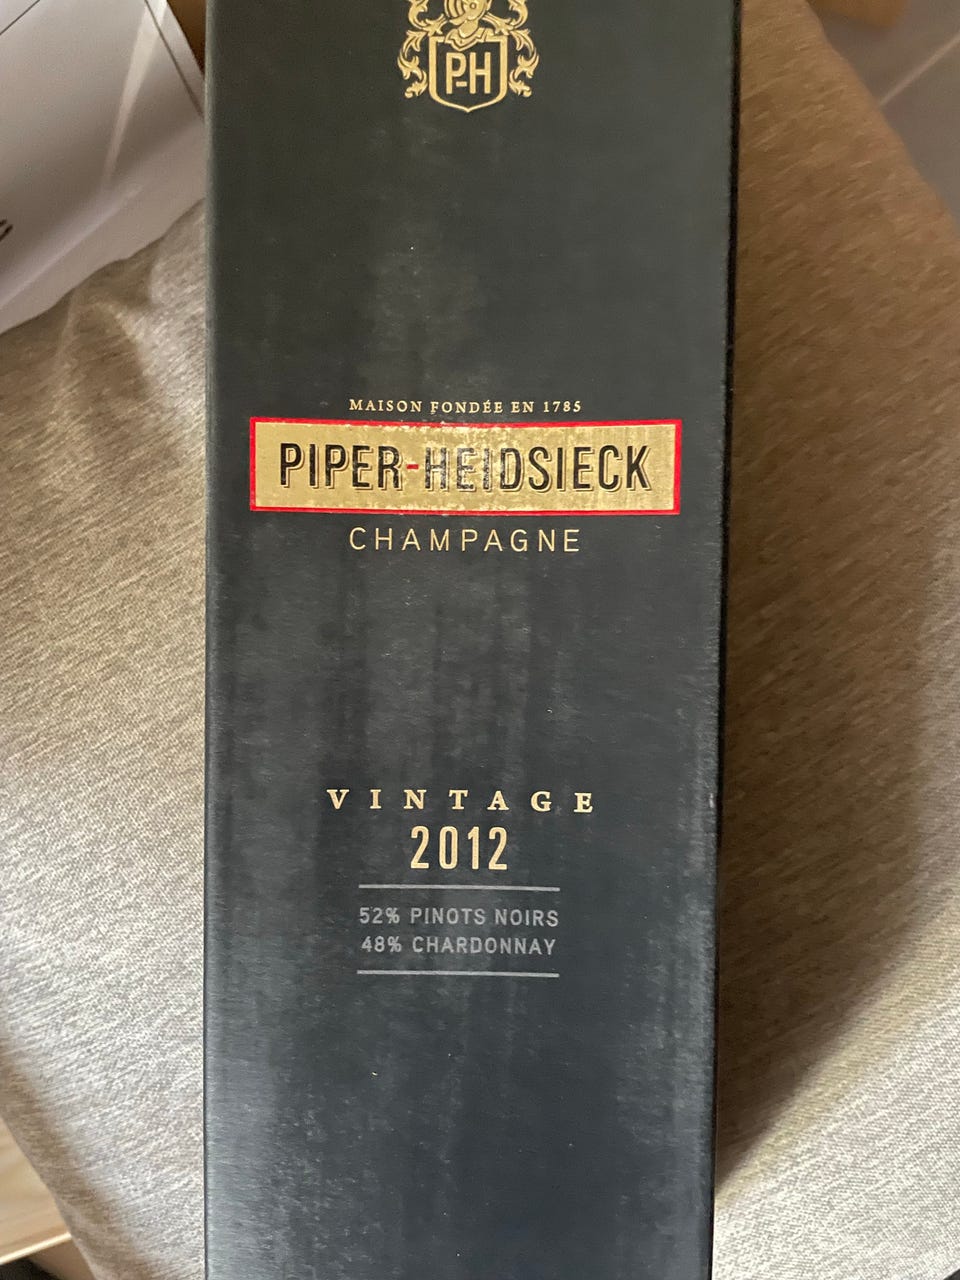 P-H
MAISON FONDÉE EN 1785
PIPER-HEIDSIECK
CHAMPAGNE
VINTAGE
2012
52% PINOTS NOIRS
48% CHARDONNAY